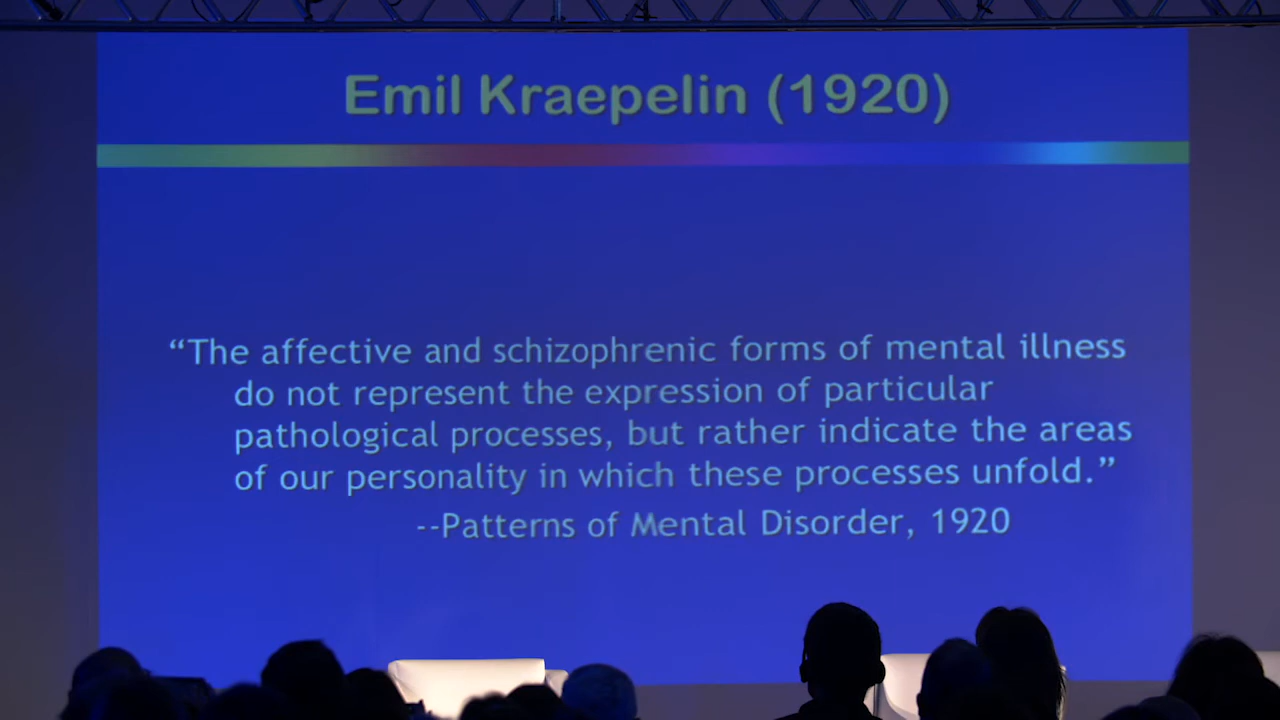 Emil Kraepelin (1920)
“The affective and schizophrenic forms of mental illness
do not represent the expression of particular
pathological processes, but rather indicate the areas
of our personality in which these processes unfold.”
--Patterns of Mental Disorder, 1920